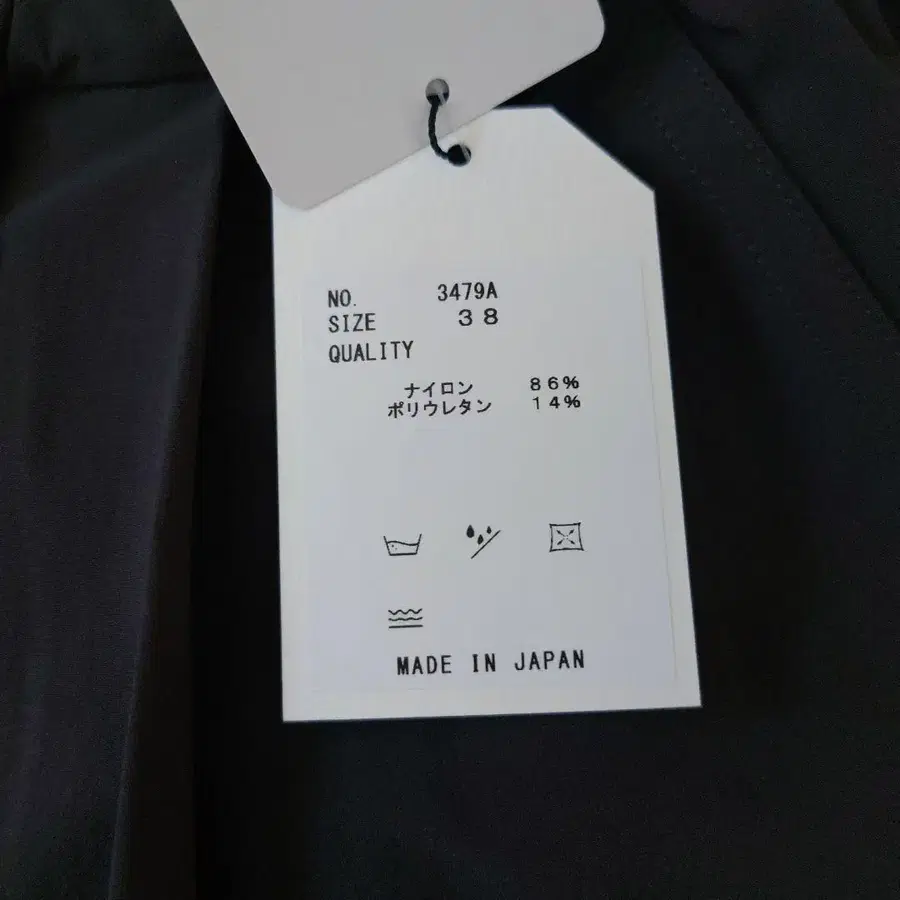 NO. 3479A
SIZE ３８
QUALITY
ナイロン ８６％
ポリウレタン １４％
MADE IN JAPAN